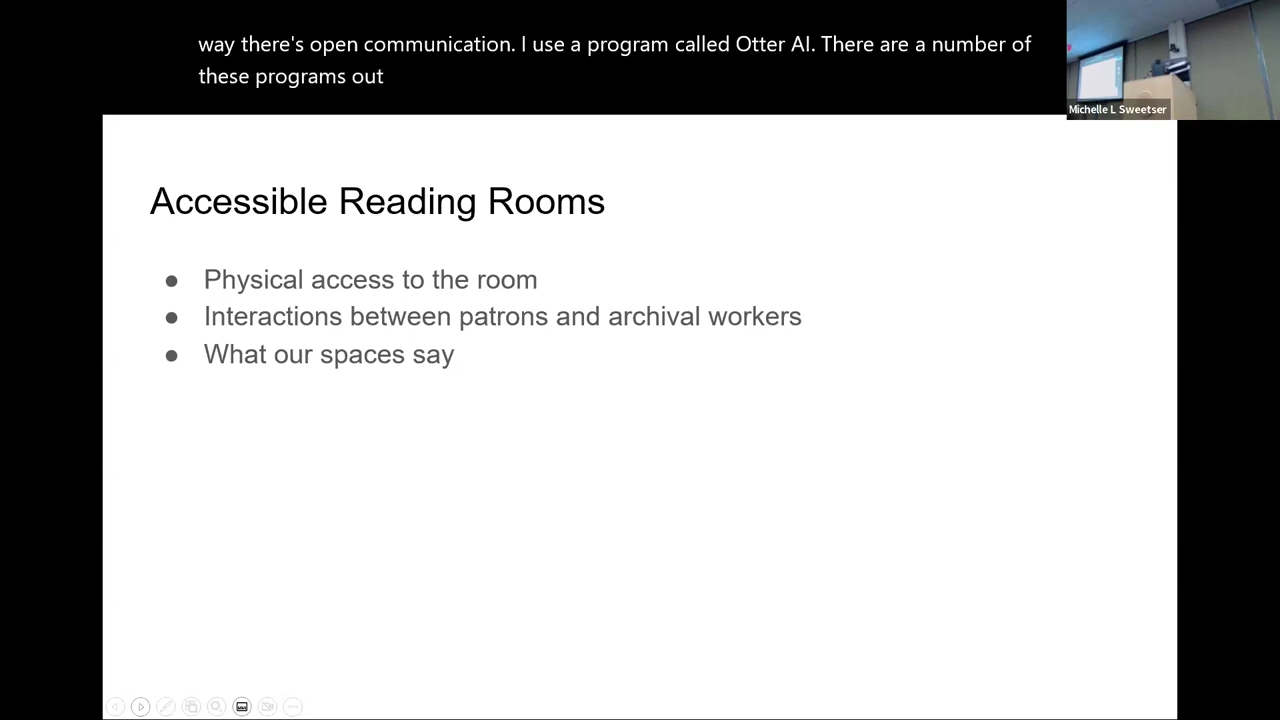 way there's open communication. I use a program called Otter AI. There are a number of
these programs out
Michelle L Sweetser
Accessible Reading Rooms
● Physical access to the room
● Interactions between patrons and archival workers
● What our spaces say